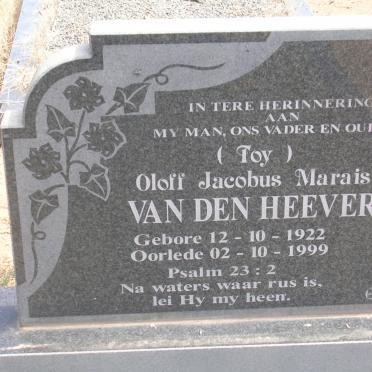 IN TERE HERINNERING
AAN
MY MAN, ONS VADER EN OUPA
( Toy )
Oloff Jacobus Marais
VAN DEN HEEVER
Gebore 12 - 10 - 1922
Oorlede 02 - 10 - 1999
Psalm 23 : 2
Na waters waar rus is,
lei Hy my heen.